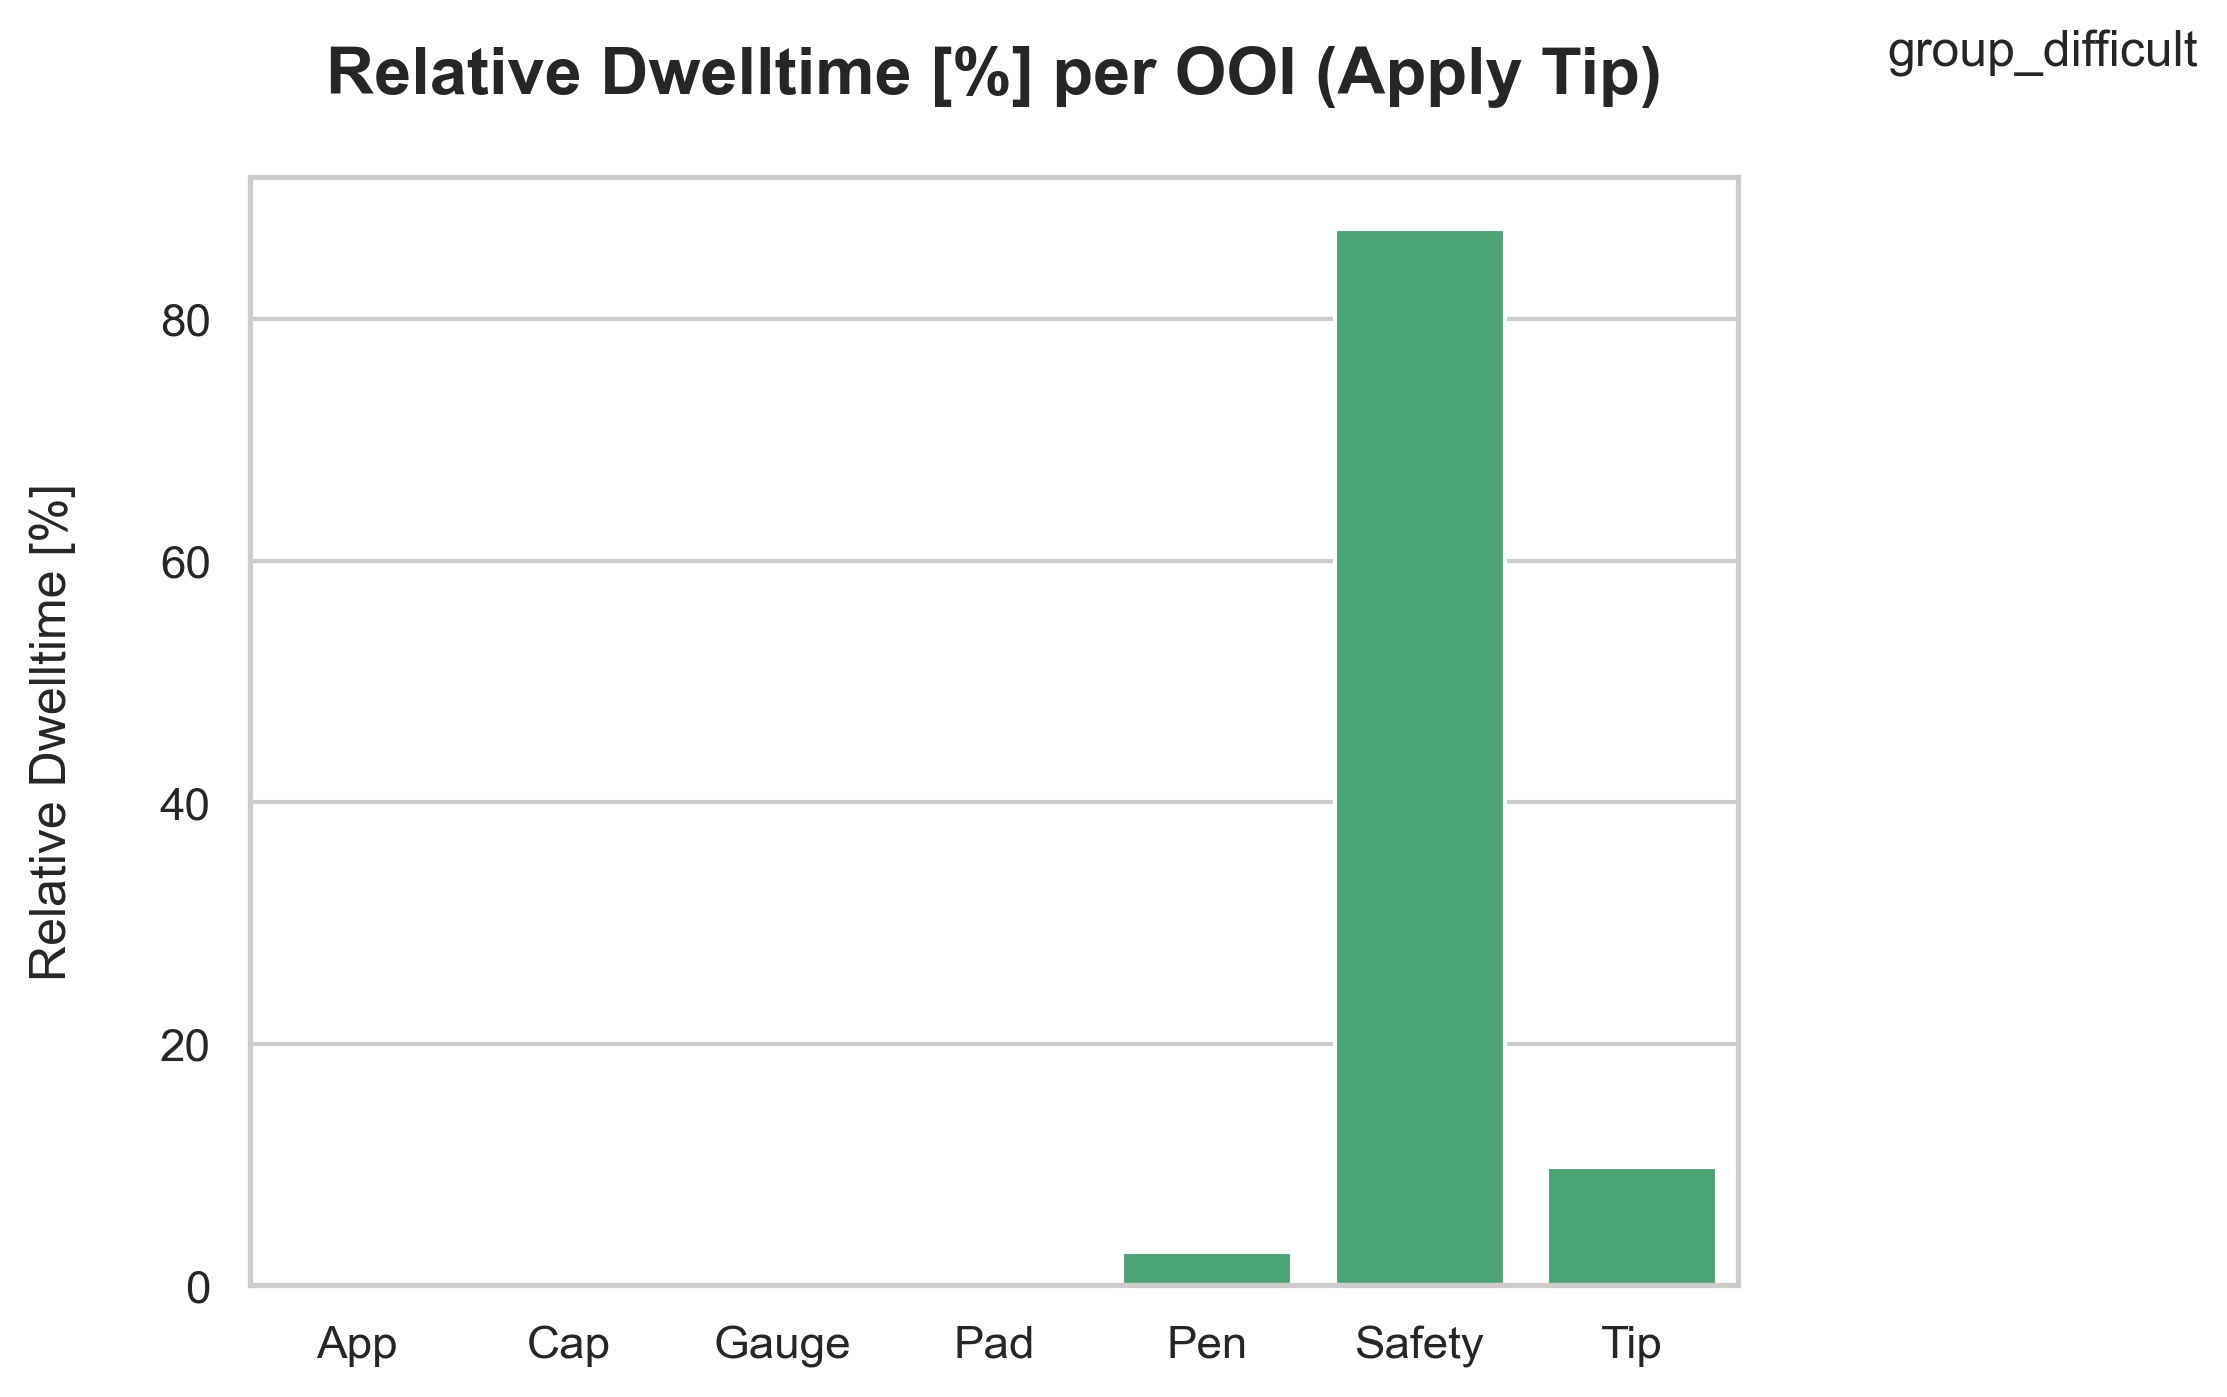 Relative Dwelltime [%] per OOI (Apply Tip)
group_difficult
Relative Dwelltime [%]
80
60
40
20
0
App
Cap
Gauge
Pad
Pen
Safety
Tip